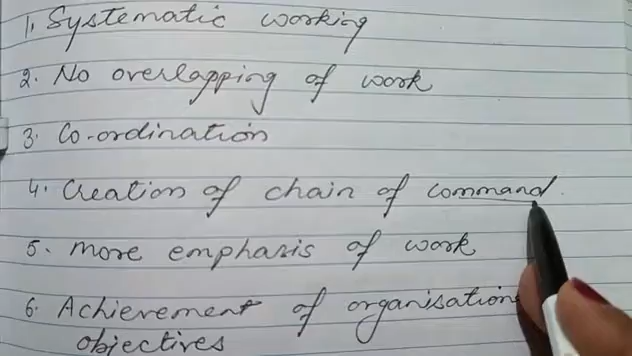 1. Systematic working
2. No overlapping of work
3. Co-ordination
4. Creation of chain of command.
5. more emphasis of work
6. Achievement of organisation
objectives